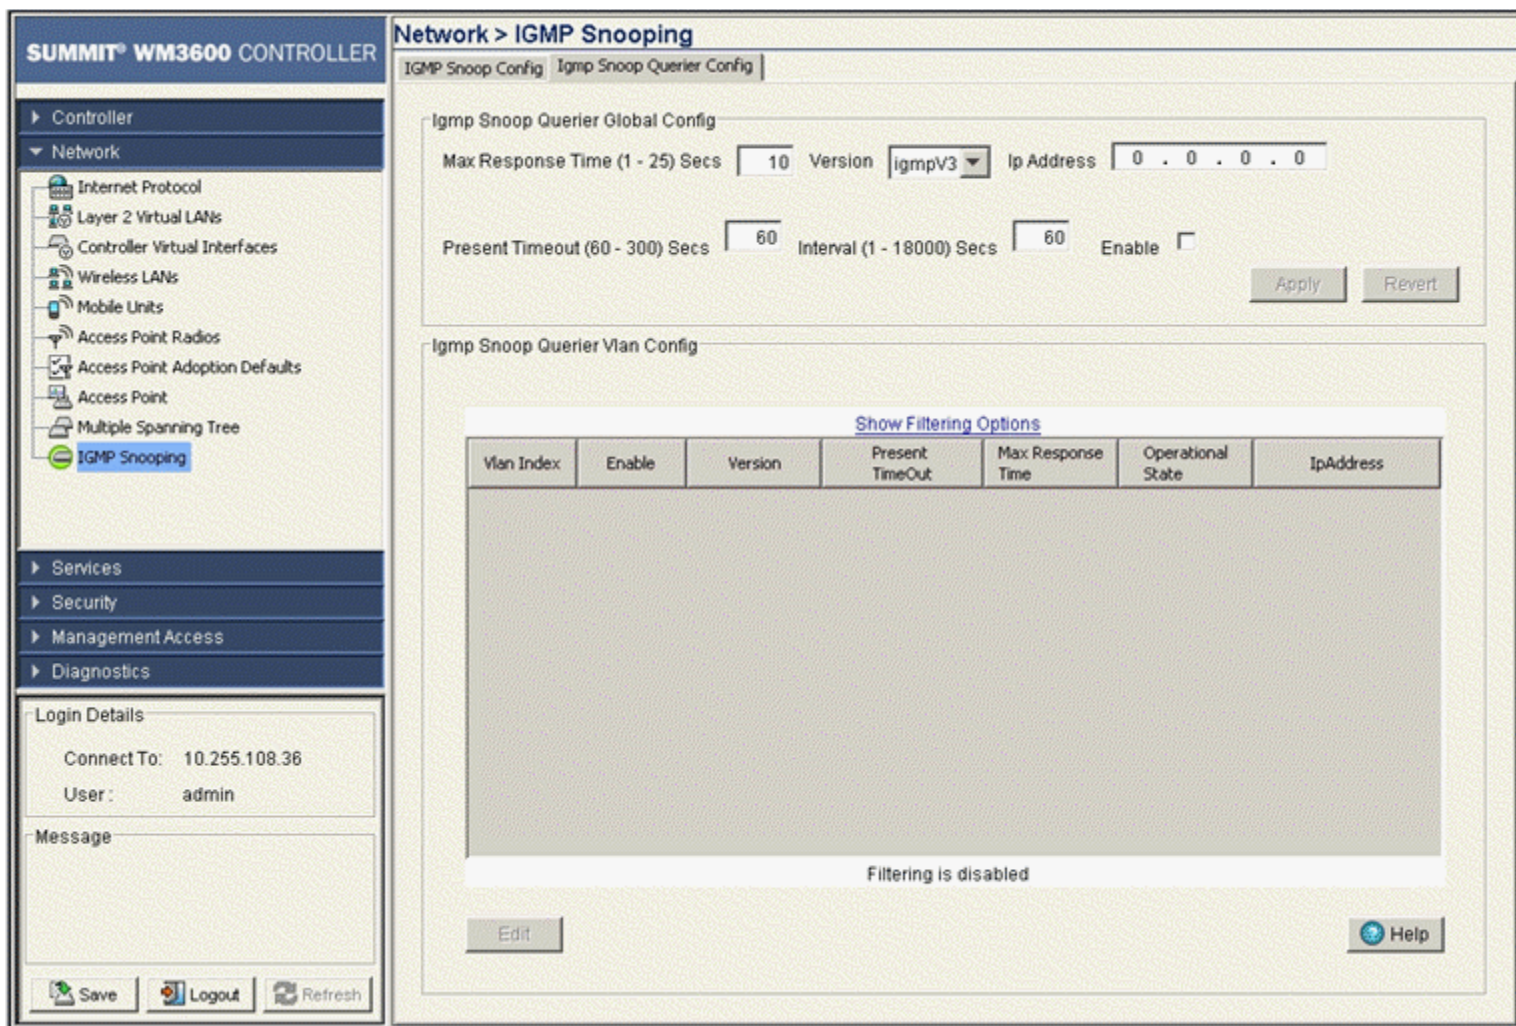 SUMMIT® WM3600 CONTROLLER
Controller
Network
Internet Protocol
Layer 2 Virtual LANs
Controller Virtual Interfaces
Wireless LANs
Mobile Units
Access Point Radios
Access Point Adoption Defaults
Access Point
Multiple Spanning Tree
IGMP Snooping
Services
Security
Management Access
Diagnostics
Login Details
Connect To: 10.255.108.36
User : admin
Message
Save Logout Refresh
Network > IGMP Snooping
IGMP Snoop Config Igmp Snoop Querier Config
Igmp Snoop Querier Global Config
Max Response Time (1 - 25) Secs 10 Version igmpV3 Ip Address 0 . 0 . 0 . 0
Present Timeout (60 - 300) Secs 60 Interval (1 - 18000) Secs 60 Enable
Apply Revert
Igmp Snoop Querier Vlan Config
Show Filtering Options
Vlan Index Enable Version Present TimeOut Max Response Time Operational State IpAddress
Filtering is disabled
Edit Help